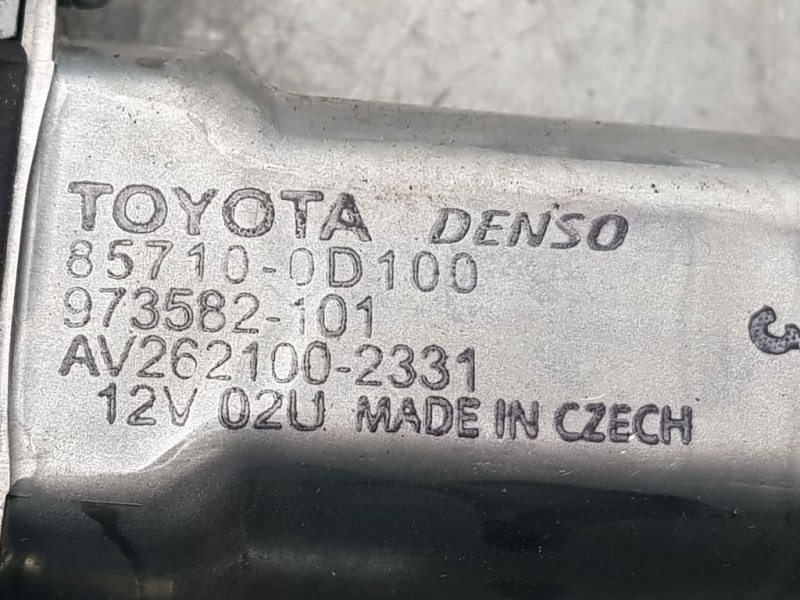 TOYOTA DENSO
85710-0D100
973582-101
AV262100-2331
12V 02U MADE IN CZECH